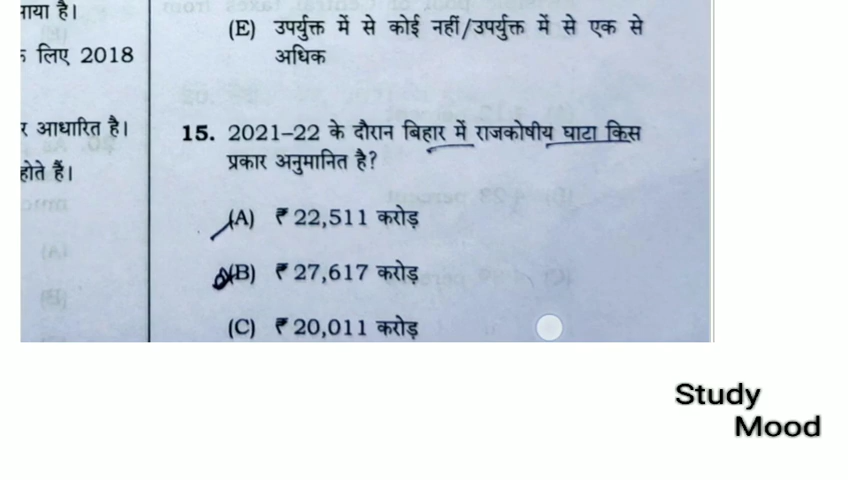 नाया है।
(E) उपर्युक्त में से कोई नहीं/उपर्युक्त में से एक से
लिए 2018
अधिक
आधारित है।
15. 2021–22 के दौरान बिहार में राजकोषीय घाटा किस
होते हैं।
प्रकार अनुमानित है?
(A) ₹ 22,511 करोड़
(B) ₹ 27,617 करोड़
(C) ₹ 20,011 करोड़
Study
Mood